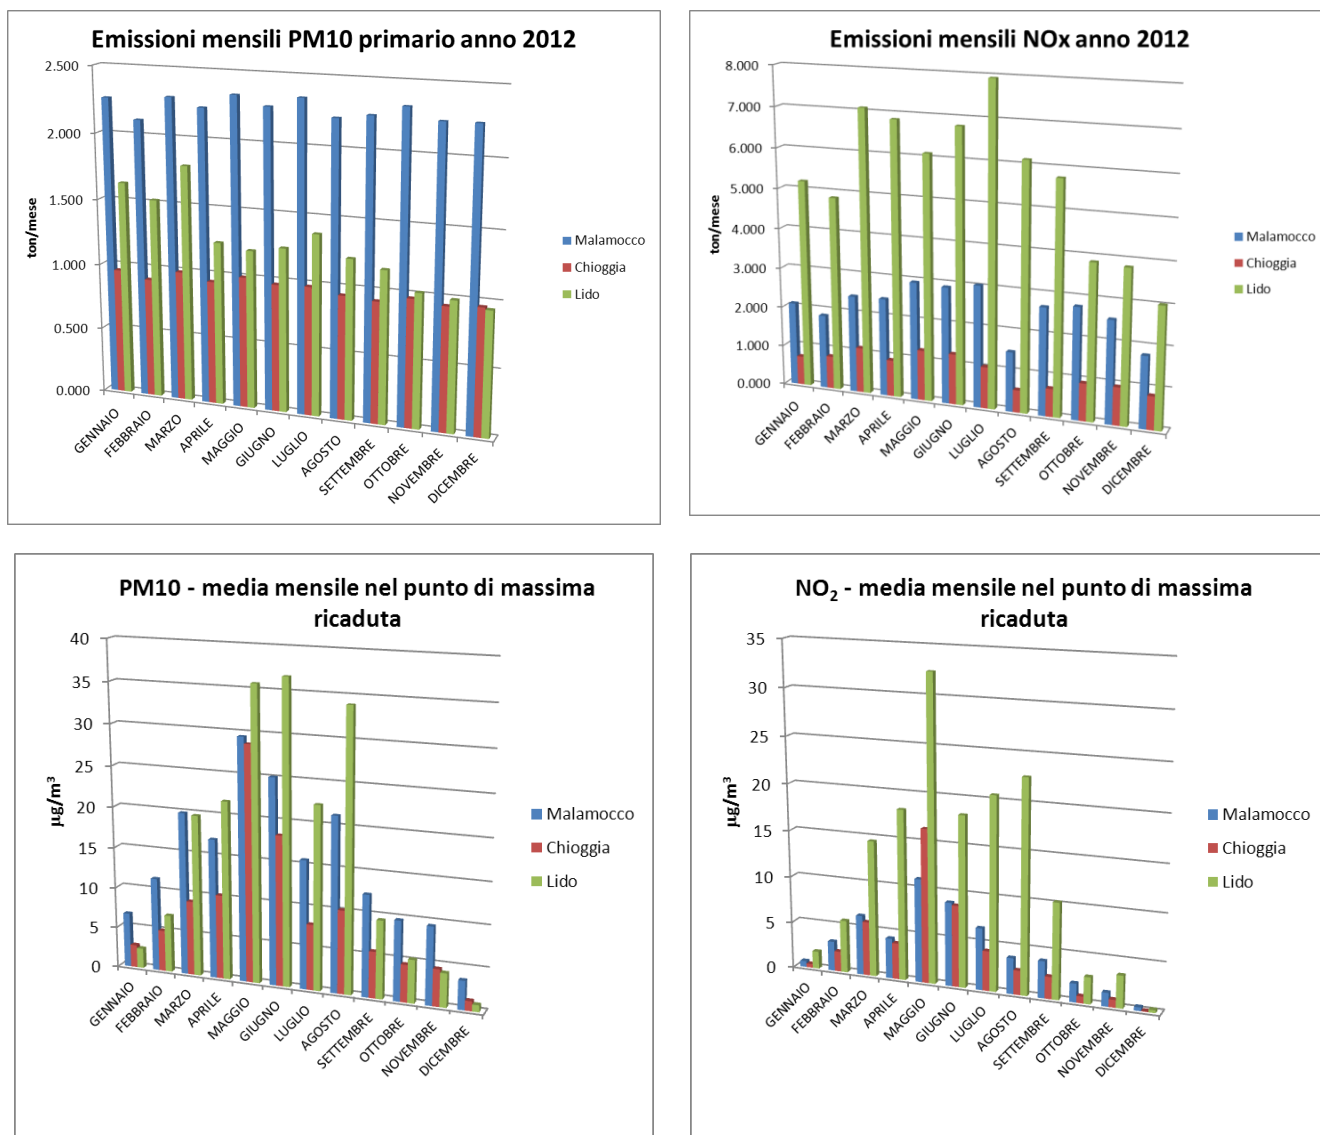 Emissioni mensili PM10 primario anno 2012
2.500
2.000
1.500
1.000
0.500
0.000
ton/mese
GENNAIO
FEBBRAIO
MARZO
APRILE
MAGGIO
GIUGNO
LUGLIO
AGOSTO
SETTEMBRE
OTTOBRE
NOVEMBRE
DICEMBRE
Malamocco
Chioggia
Lido
Emissioni mensili NOx anno 2012
8.000
7.000
6.000
5.000
4.000
3.000
2.000
1.000
0.000
ton/mese
GENNAIO
FEBBRAIO
MARZO
APRILE
MAGGIO
GIUGNO
LUGLIO
AGOSTO
SETTEMBRE
OTTOBRE
NOVEMBRE
DICEMBRE
Malamocco
Chioggia
Lido
PM10 - media mensile nel punto di massima
ricaduta
40
35
30
25
20
15
10
5
0
µg/m³
GENNAIO
FEBBRAIO
MARZO
APRILE
MAGGIO
GIUGNO
LUGLIO
AGOSTO
SETTEMBRE
OTTOBRE
NOVEMBRE
DICEMBRE
Malamocco
Chioggia
Lido
NO₂ - media mensile nel punto di massima
ricaduta
35
30
25
20
15
10
5
0
µg/m³
GENNAIO
FEBBRAIO
MARZO
APRILE
MAGGIO
GIUGNO
LUGLIO
AGOSTO
SETTEMBRE
OTTOBRE
NOVEMBRE
DICEMBRE
Malamocco
Chioggia
Lido